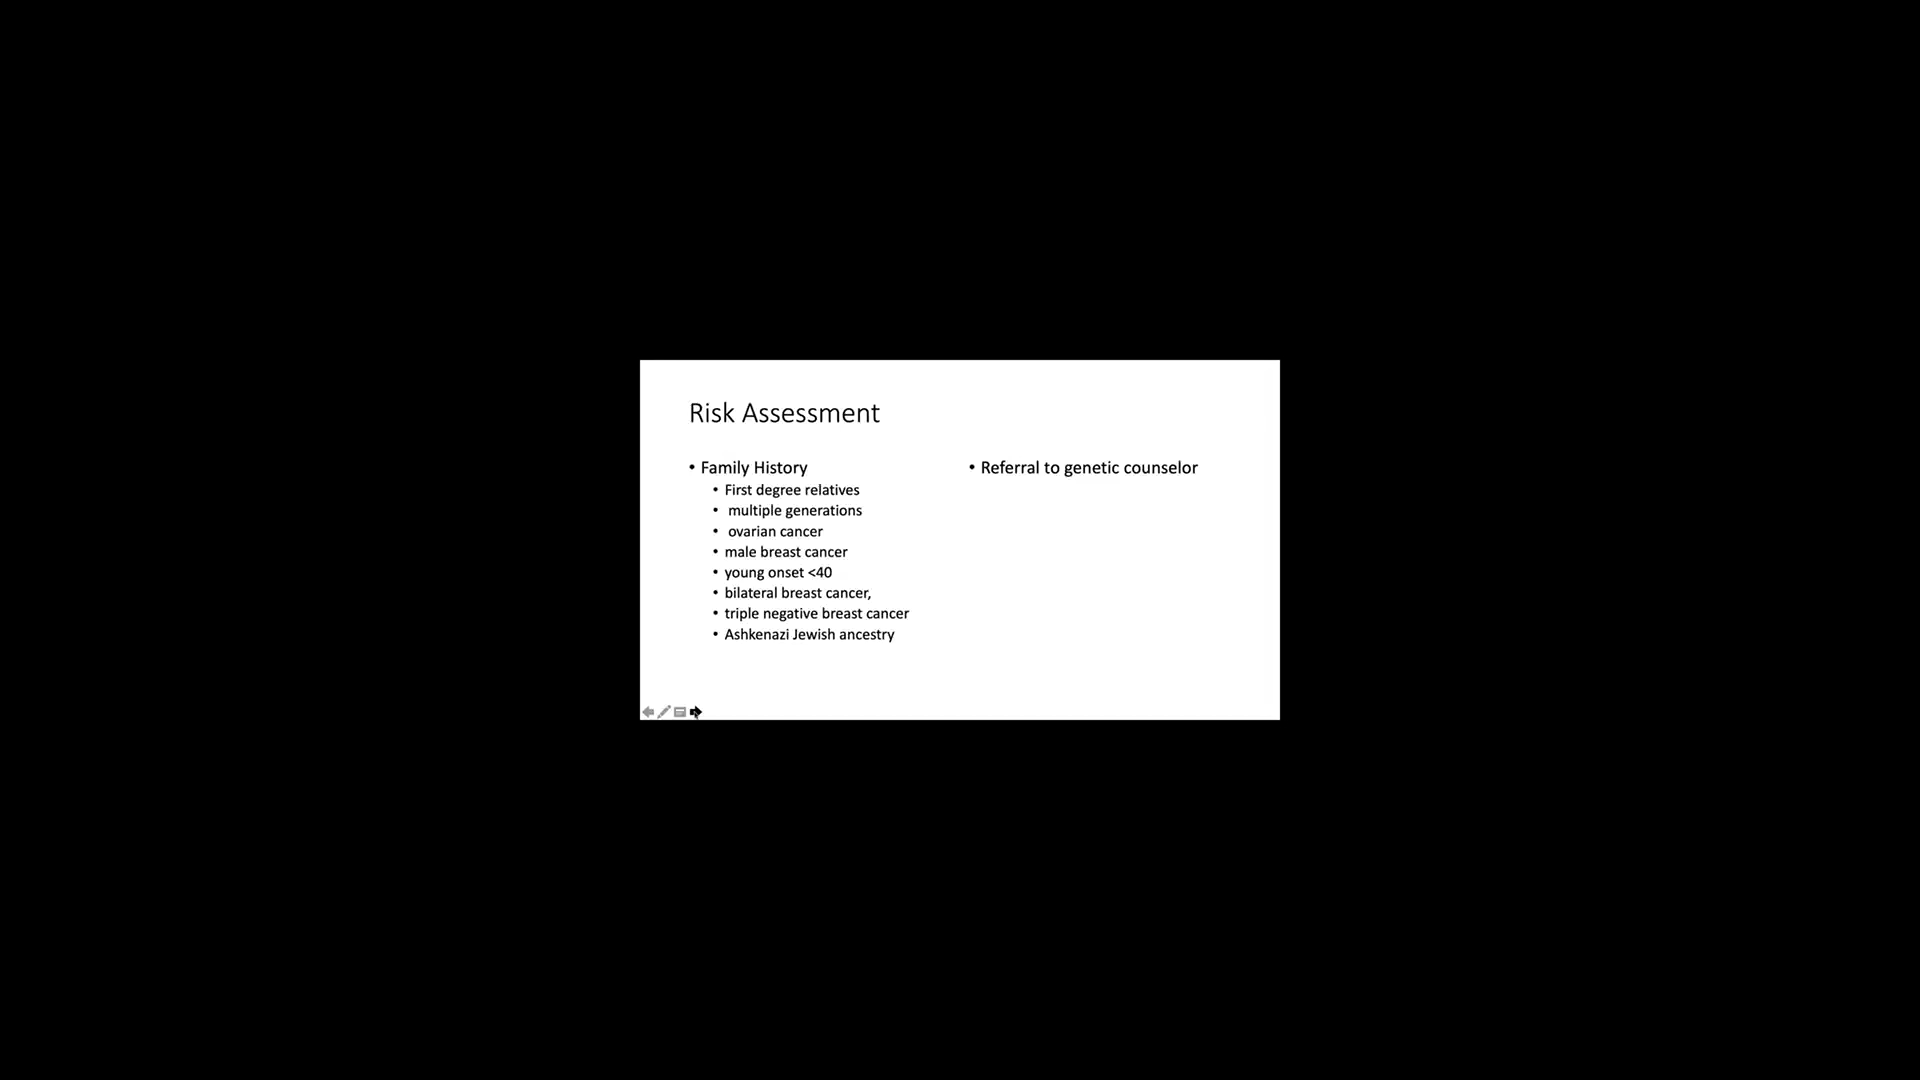 Risk Assessment
• Family History
• First degree relatives
• multiple generations
• ovarian cancer
• male breast cancer
• young onset <40
• bilateral breast cancer,
• triple negative breast cancer
• Ashkenazi Jewish ancestry
• Referral to genetic counselor